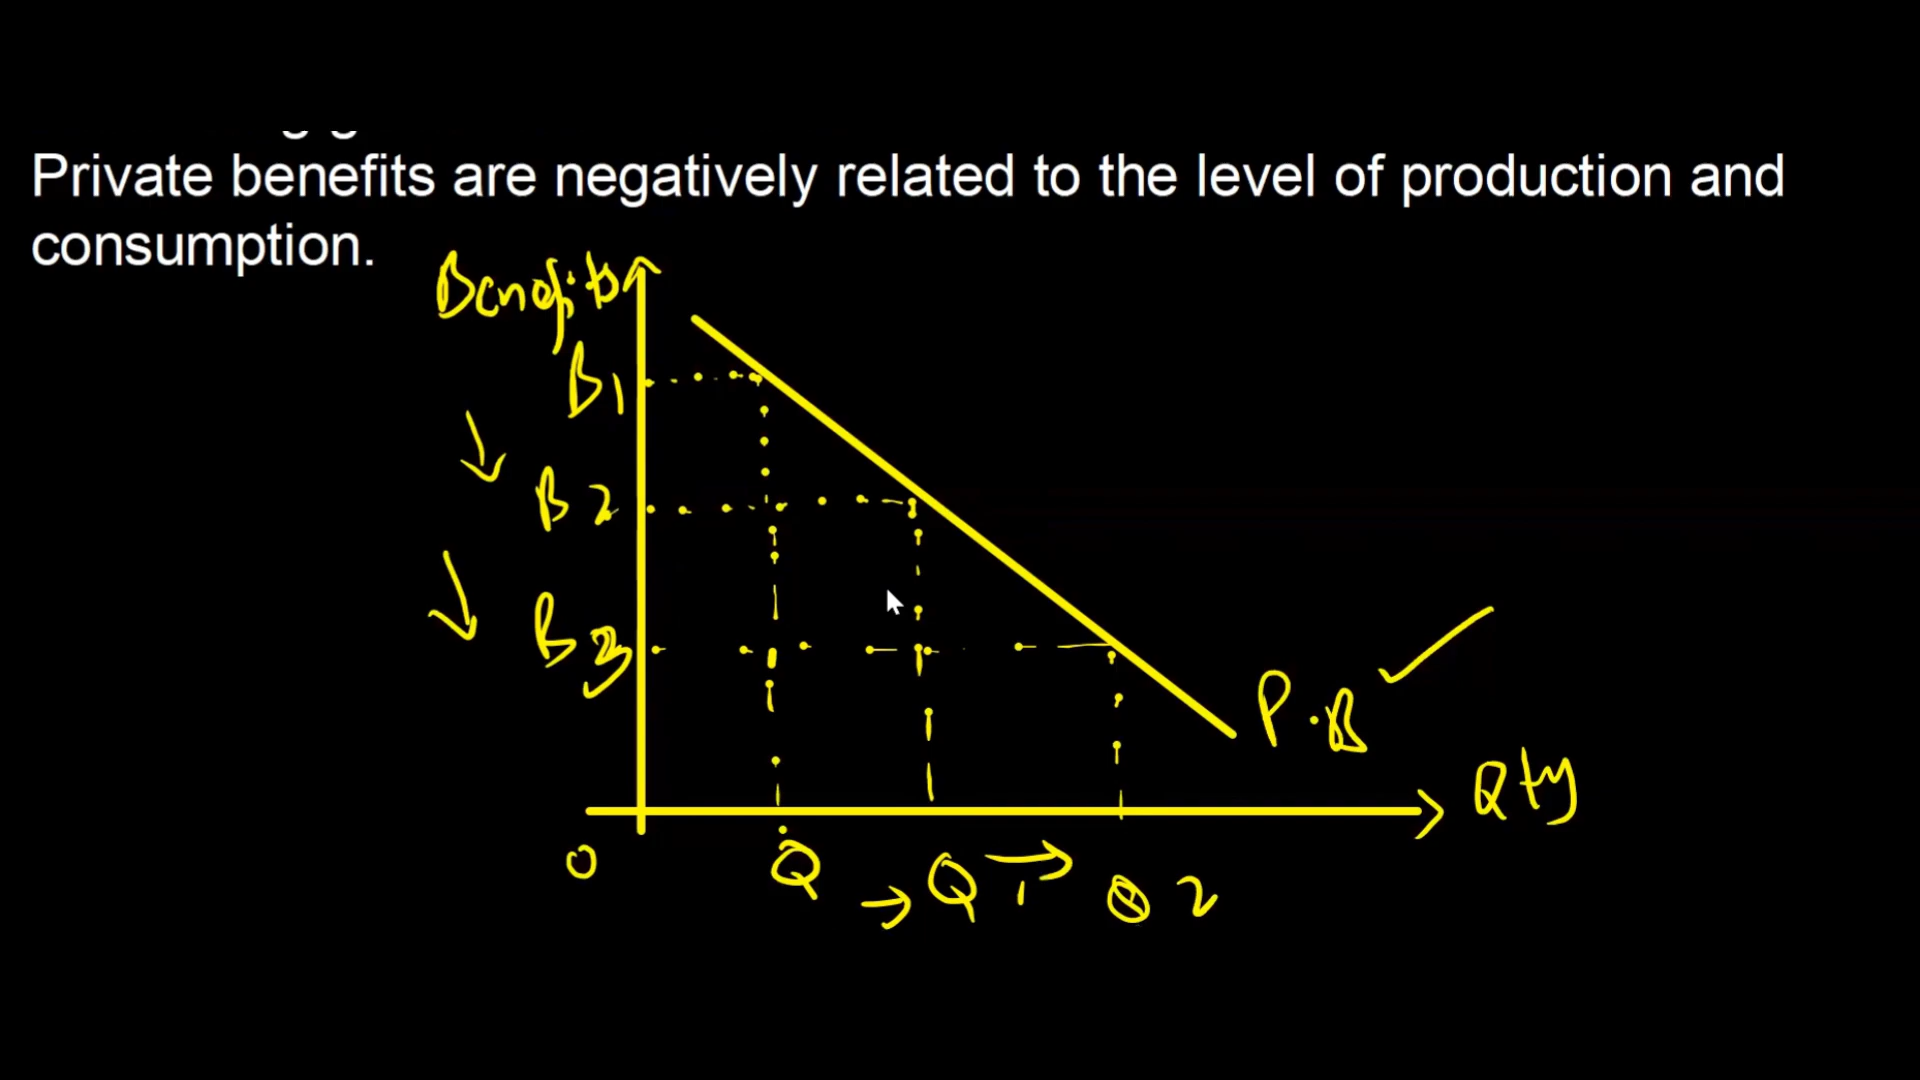 Private benefits are negatively related to the level of production and
consumption.
Benefits
B1
B2
B3
P.B
Qty
0
Q
Q1
Q2